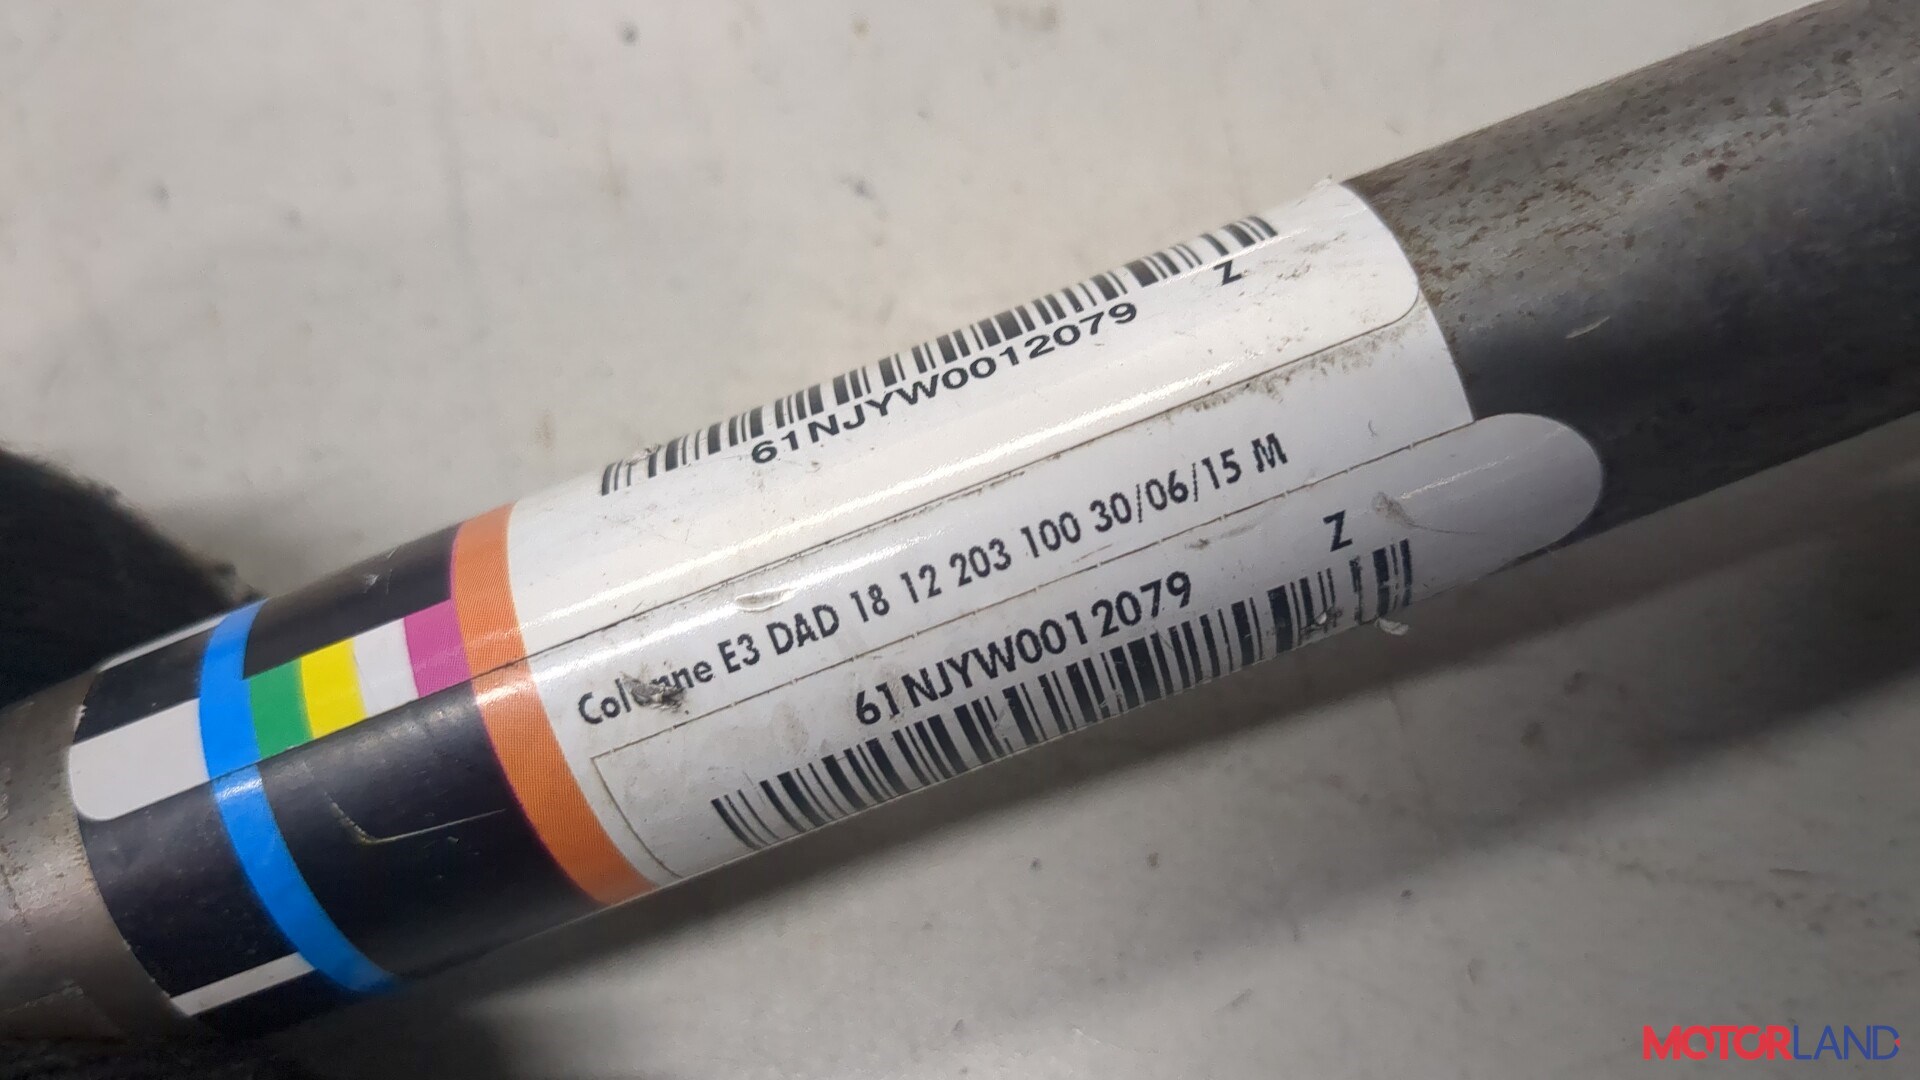 61NJYW0012079
Z
Colonne E3 DAD 18 12 203 100 30/06/15 M
Z
61NJYW0012079
MOTORLAND